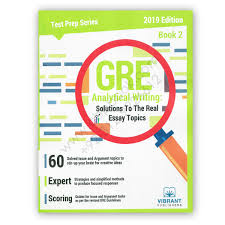 Test Prep Series
2019 Edition
Book 2
GRE
Analytical Writing:
Solutions To The Real
Essay Topics
60
Solved Issue and Argument topics to
rev up your brain for creative ideas
Expert
Strategies and simplified methods
to produce focused responses
Scoring
Guides for Issue and Argument tasks
as per the revised GRE Guidelines
VIBRANT
PUBLISHERS